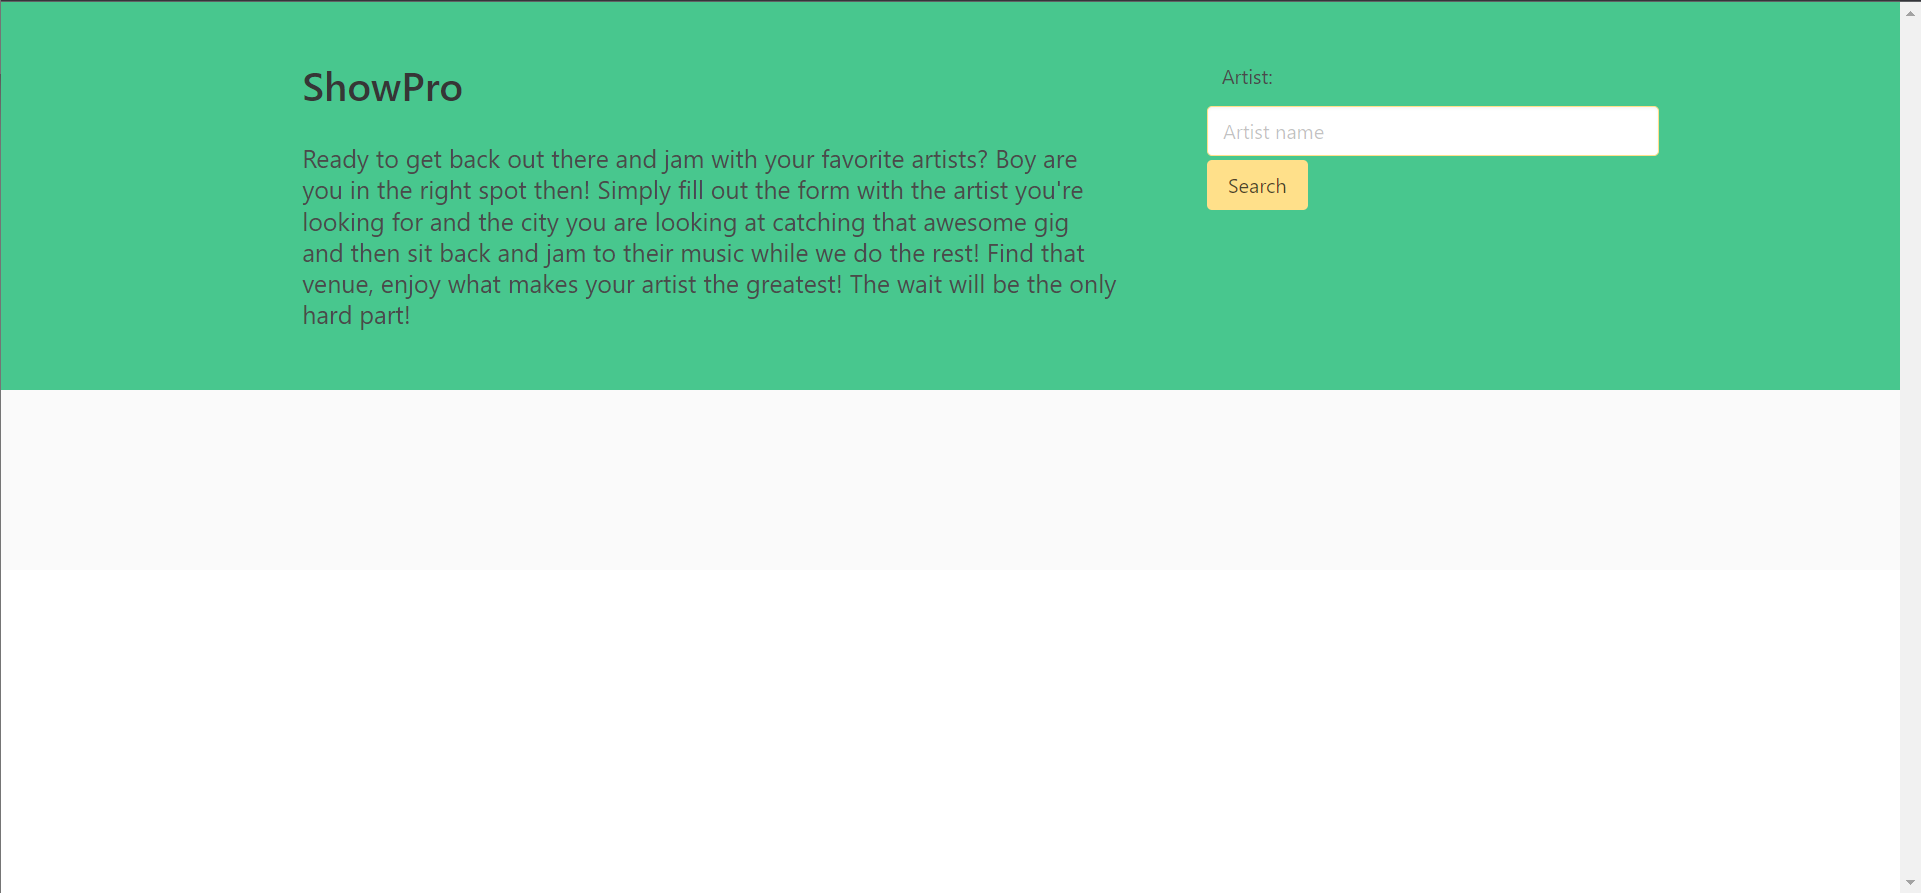 ShowPro
Ready to get back out there and jam with your favorite artists? Boy are
you in the right spot then! Simply fill out the form with the artist you're
looking for and the city you are looking at catching that awesome gig
and then sit back and jam to their music while we do the rest! Find that
venue, enjoy what makes your artist the greatest! The wait will be the only
hard part!
Artist:
Artist name
Search